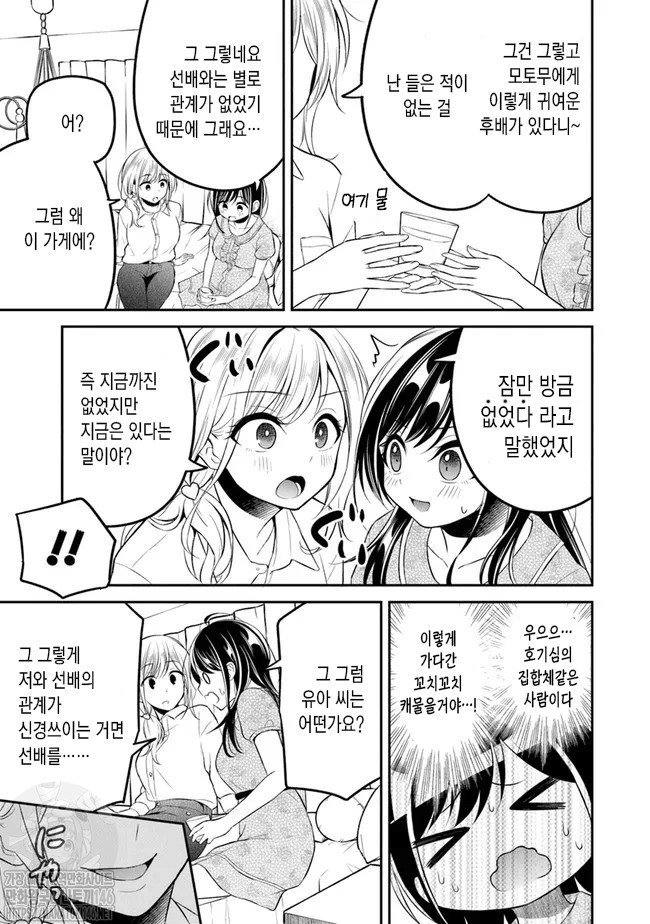 그건 그렇고
모토무에게
이렇게 귀여운
후배가 있다니~
난 들은 적이
없는 걸
여기 물
그 그렇네요
선배와는 별로
관계가 없었기
때문에 그래요…
어?
그럼 왜
이 가게에?
잠만 방금
없었다 라고
말했었지
즉 지금까진
없었지만
지금은 있다는
말이야?
ぐいっ
ぐいっ
!!
우으으…
호기심의
집합체같은
사람이다
이렇게
가다간
꼬치꼬치
캐물을거야…!
그 그럼
유아 씨는
어떤가요?
그 그렇게
저와 선배의
관계가
신경쓰이는 거면
선배를……